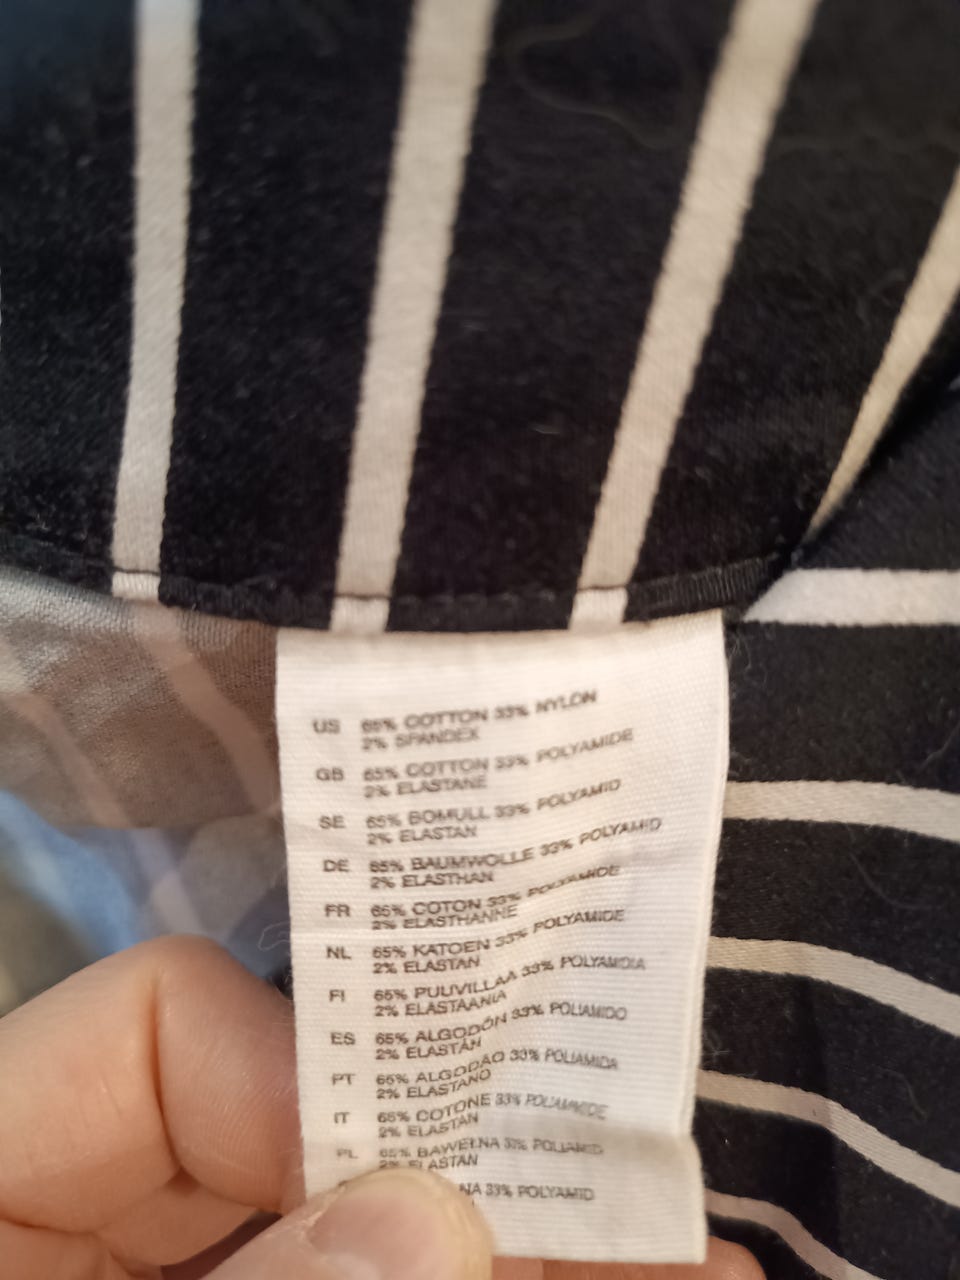 US 65% COTTON 33% NYLON
2% SPANDEX
GB 65% COTTON 33% POLYAMIDE
2% ELASTANE
SE 65% BOMULL 33% POLYAMID
2% ELASTAN
DE 65% BAUMWOLLE 33% POLYAMID
2% ELASTHAN
FR 65% COTON 33% POLYAMIDE
2% ELASTHANNE
NL 65% KATOEN 33% POLYAMIDE
2% ELASTAN
FI 65% PUUVILLAA 33% POLYAMIDIA
2% ELASTAANIA
ES 65% ALGODÓN 33% POLIAMIDO
2% ELASTÁN
PT 65% ALGODÃO 33% POLIAMIDA
2% ELASTANO
IT 65% COTONE 33% POLIAMMIDE
2% ELASTAN
PL 65% BAWEŁNA 33% POLIAMID
2% ELASTAN
NA 33% POLYAMID